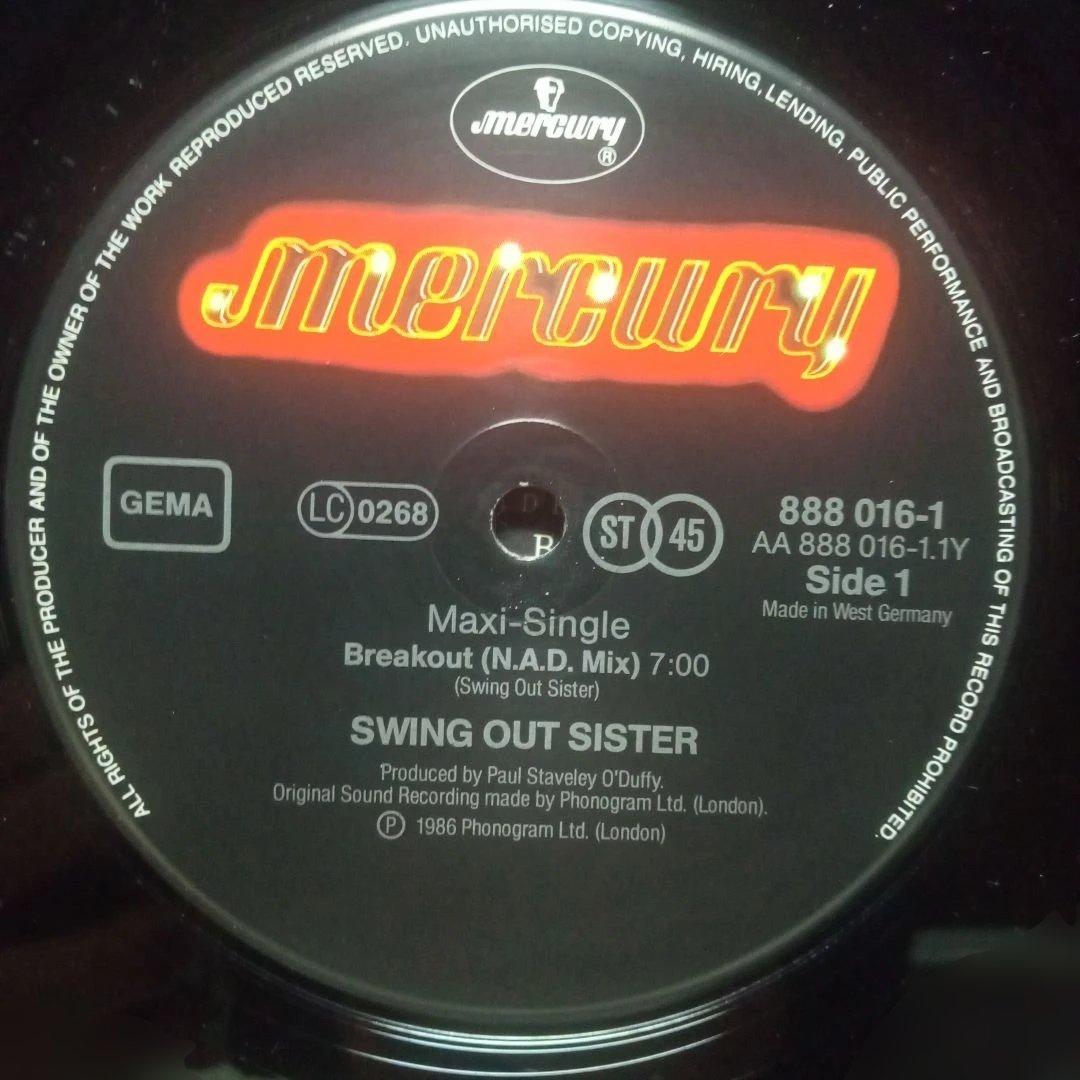 ALL RIGHTS OF THE PRODUCER AND OF THE OWNER OF THE WORK REPRODUCED RESERVED. UNAUTHORISED COPYING, HIRING, LENDING, PUBLIC PERFORMANCE AND BROADCASTING OF THIS RECORD PROHIBITED.
mercury
®
mercury
GEMA
LC 0268
ST 45
888 016-1
AA 888 016-1.1Y
Side 1
Made in West Germany
Maxi-Single
Breakout (N.A.D. Mix) 7:00
(Swing Out Sister)
SWING OUT SISTER
Produced by Paul Staveley O'Duffy.
Original Sound Recording made by Phonogram Ltd. (London).
Ⓟ 1986 Phonogram Ltd. (London)